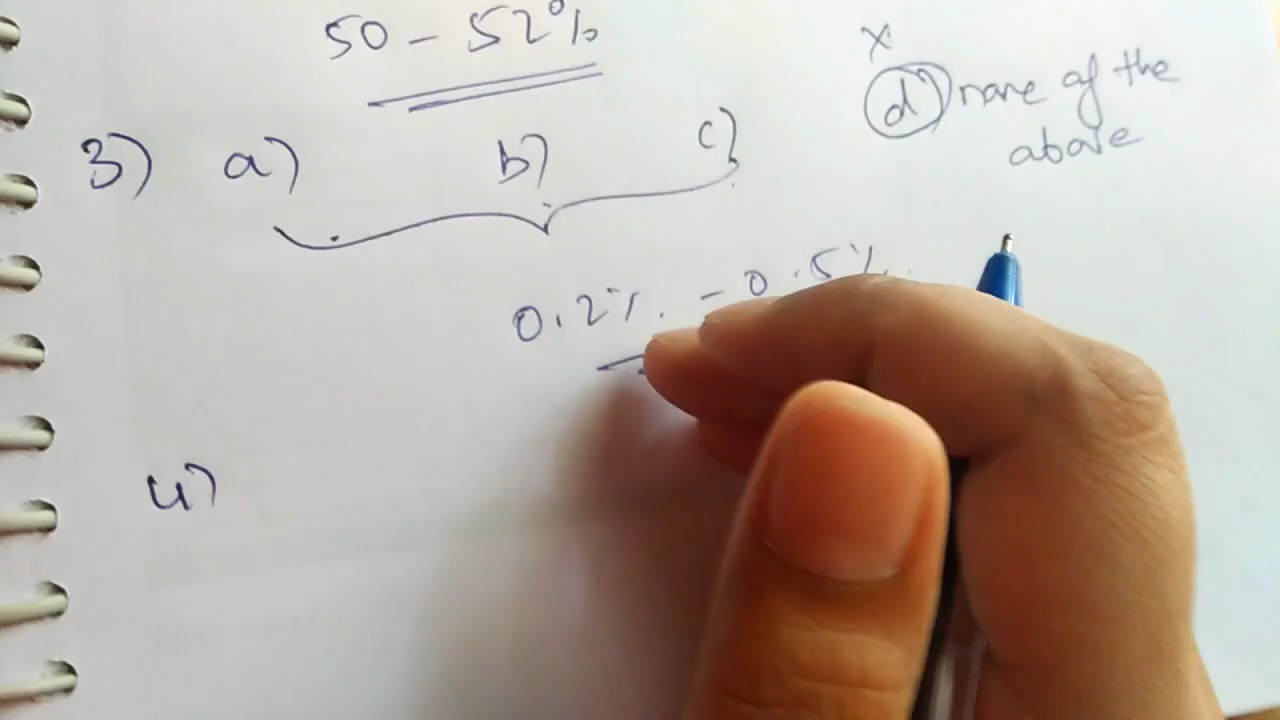 50 - 52%
x
d) none of the
above
3) a) b) c)
0.2% - 0.5%
4)